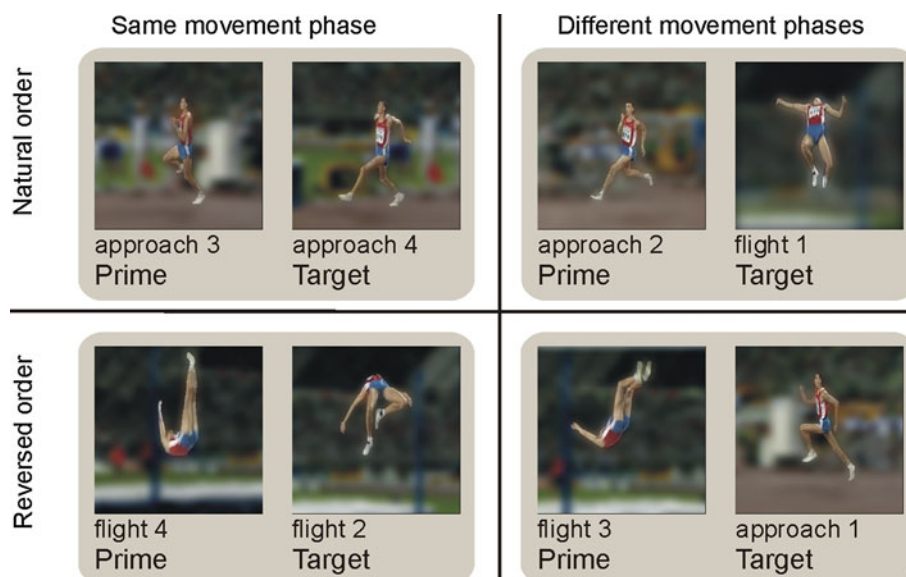 Same movement phase
Different movement phases
Natural order
approach 3
Prime
approach 4
Target
approach 2
Prime
flight 1
Target
Reversed order
flight 4
Prime
flight 2
Target
flight 3
Prime
approach 1
Target